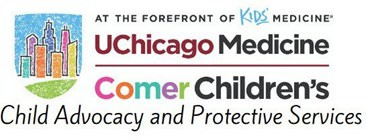 AT THE FOREFRONT OF KiDS' MEDICINE®
UChicago Medicine
Comer Children's
Child Advocacy and Protective Services